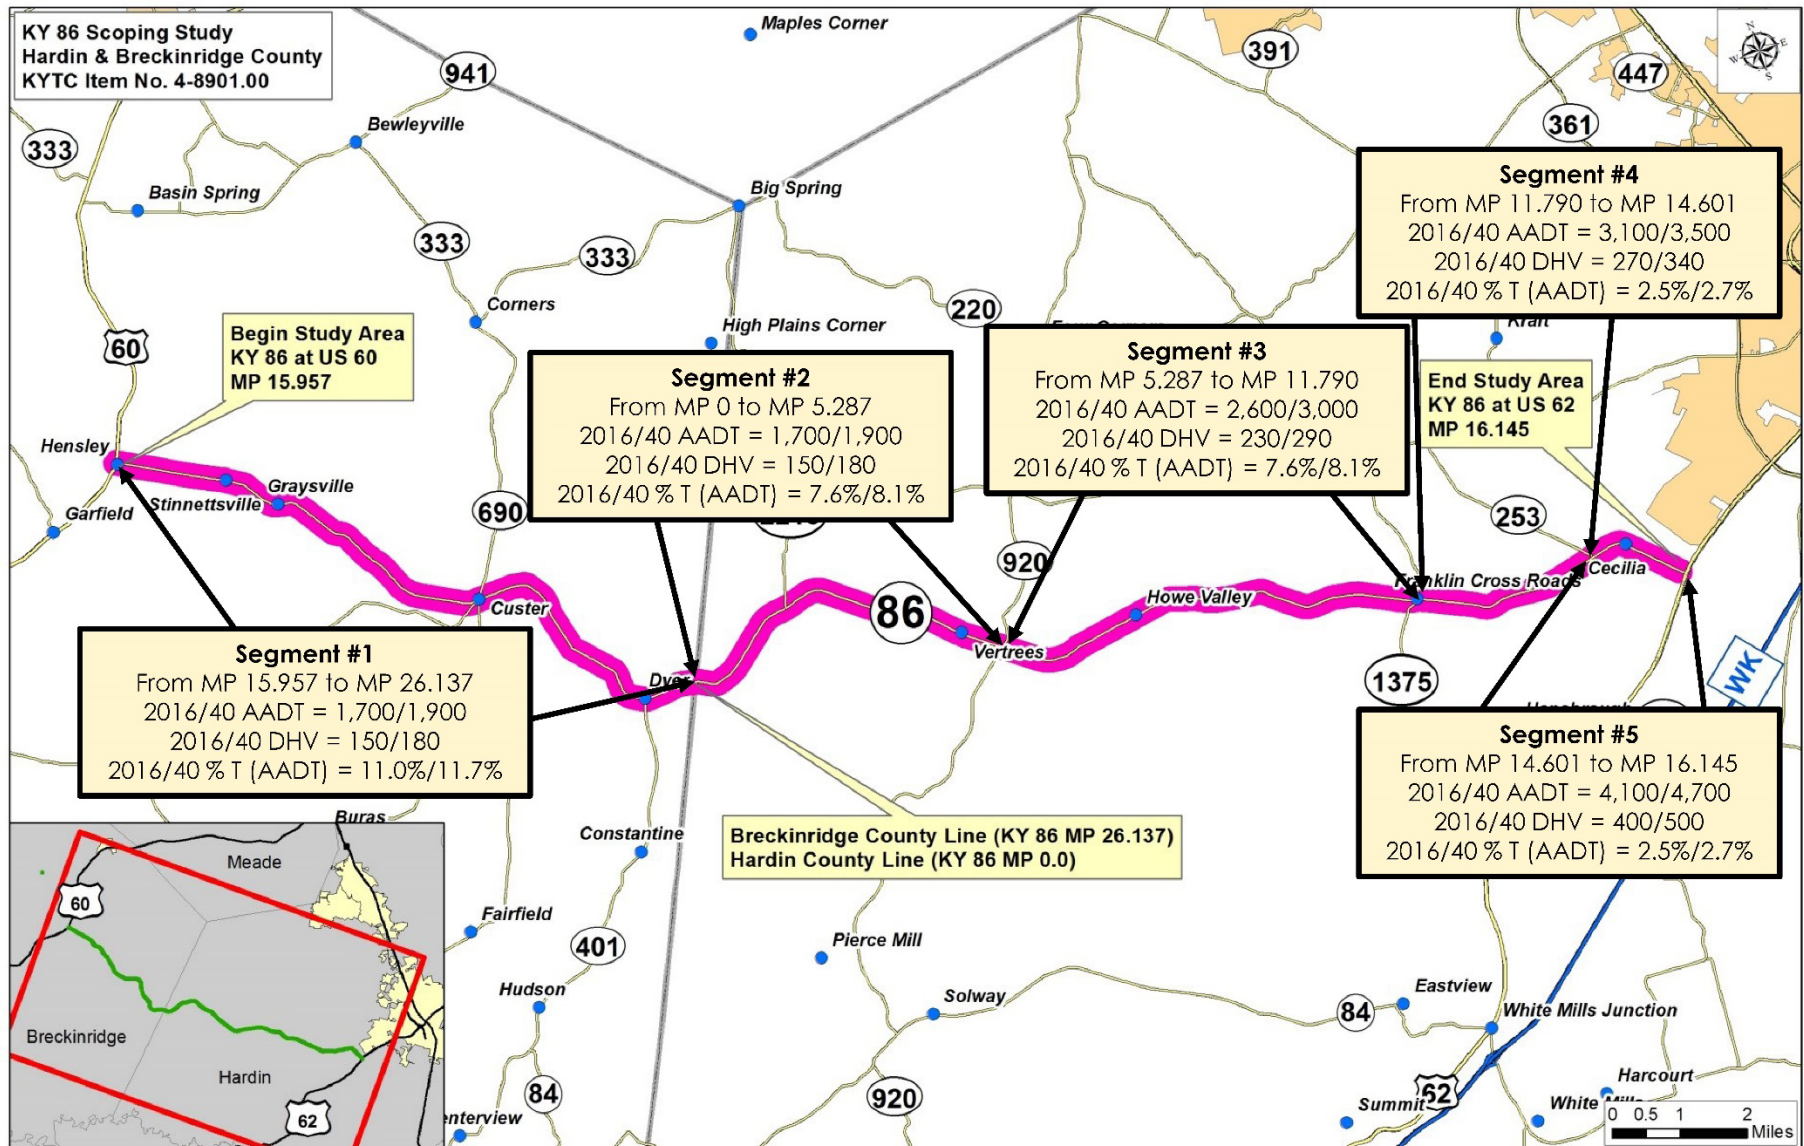 KY 86 Scoping Study
Hardin & Breckinridge County
KYTC Item No. 4-8901.00
Maples Corner
941
391
447
361
333
Bewleyville
Basin Spring
Big Spring
333
333
220
Corners
High Plains Corner
60
Segment #4
From MP 11.790 to MP 14.601
2016/40 AADT = 3,100/3,500
2016/40 DHV = 270/340
2016/40 % T (AADT) = 2.5%/2.7%
Kraft
Begin Study Area
KY 86 at US 60
MP 15.957
Segment #2
From MP 0 to MP 5.287
2016/40 AADT = 1,700/1,900
2016/40 DHV = 150/180
2016/40 % T (AADT) = 7.6%/8.1%
Segment #3
From MP 5.287 to MP 11.790
2016/40 AADT = 2,600/3,000
2016/40 DHV = 230/290
2016/40 % T (AADT) = 7.6%/8.1%
End Study Area
KY 86 at US 62
MP 16.145
Hensley
Garfield
Stinnettsville
Graysville
690
253
920
Custer
86
Howe Valley
Franklin Cross Roads
Cecilia
Vertrees
Dyer
1375
WK
Segment #1
From MP 15.957 to MP 26.137
2016/40 AADT = 1,700/1,900
2016/40 DHV = 150/180
2016/40 % T (AADT) = 11.0%/11.7%
Segment #5
From MP 14.601 to MP 16.145
2016/40 AADT = 4,100/4,700
2016/40 DHV = 400/500
2016/40 % T (AADT) = 2.5%/2.7%
Buras
Constantine
Breckinridge County Line (KY 86 MP 26.137)
Hardin County Line (KY 86 MP 0.0)
Meade
60
Breckinridge
Hardin
62
Fairfield
401
Pierce Mill
Hudson
Solway
84
Eastview
White Mills Junction
84
920
62
Harcourt
Summit
White Mills
enterview
0 0.5 1 2
Miles
N
E
S
W